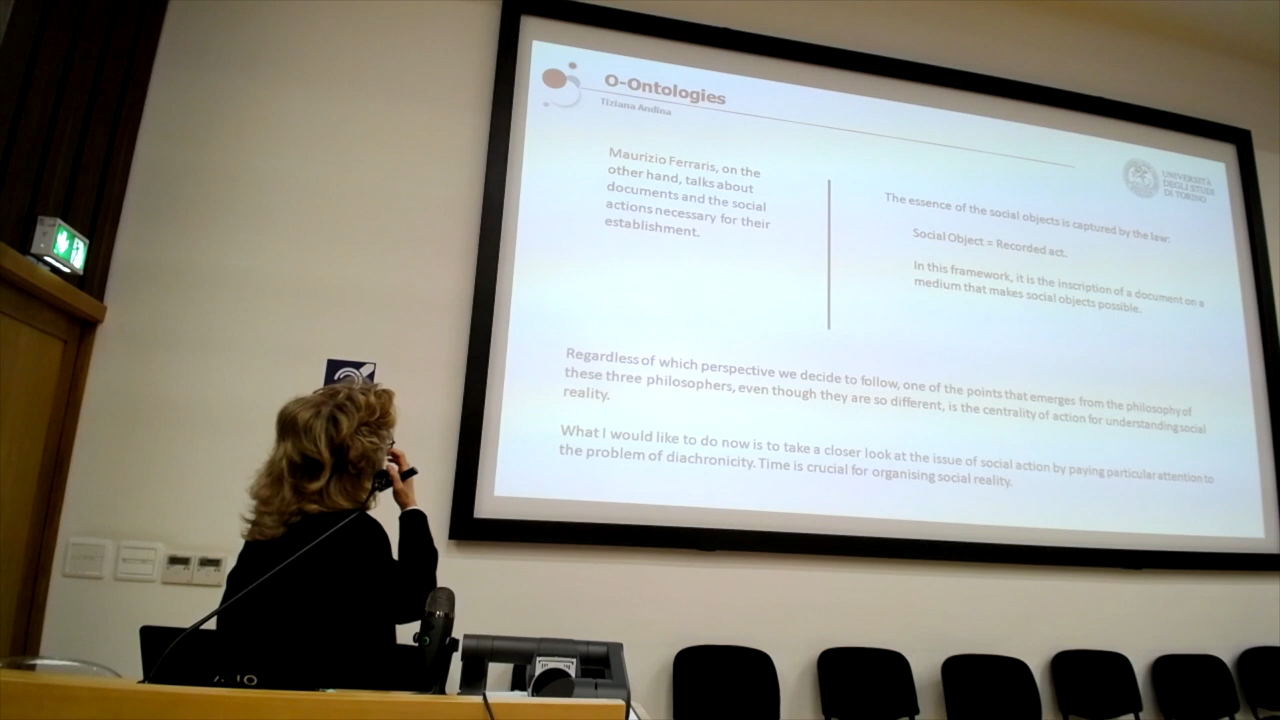 O-Ontologies
Tiziana Andina
UNIVERSITÀ
DEGLI STUDI
DI TORINO
Maurizio Ferraris, on the
other hand, talks about
documents and the social
actions necessary for their
establishment.
The essence of the social objects is captured by the law:
Social Object = Recorded act.
In this framework, it is the inscription of a document on a
medium that makes social objects possible.
Regardless of which perspective we decide to follow, one of the points that emerges from the philosophy of
these three philosophers, even though they are so different, is the centrality of action for understanding social
reality.
What I would like to do now is to take a closer look at the issue of social action by paying particular attention to
the problem of diachronicity. Time is crucial for organising social reality.